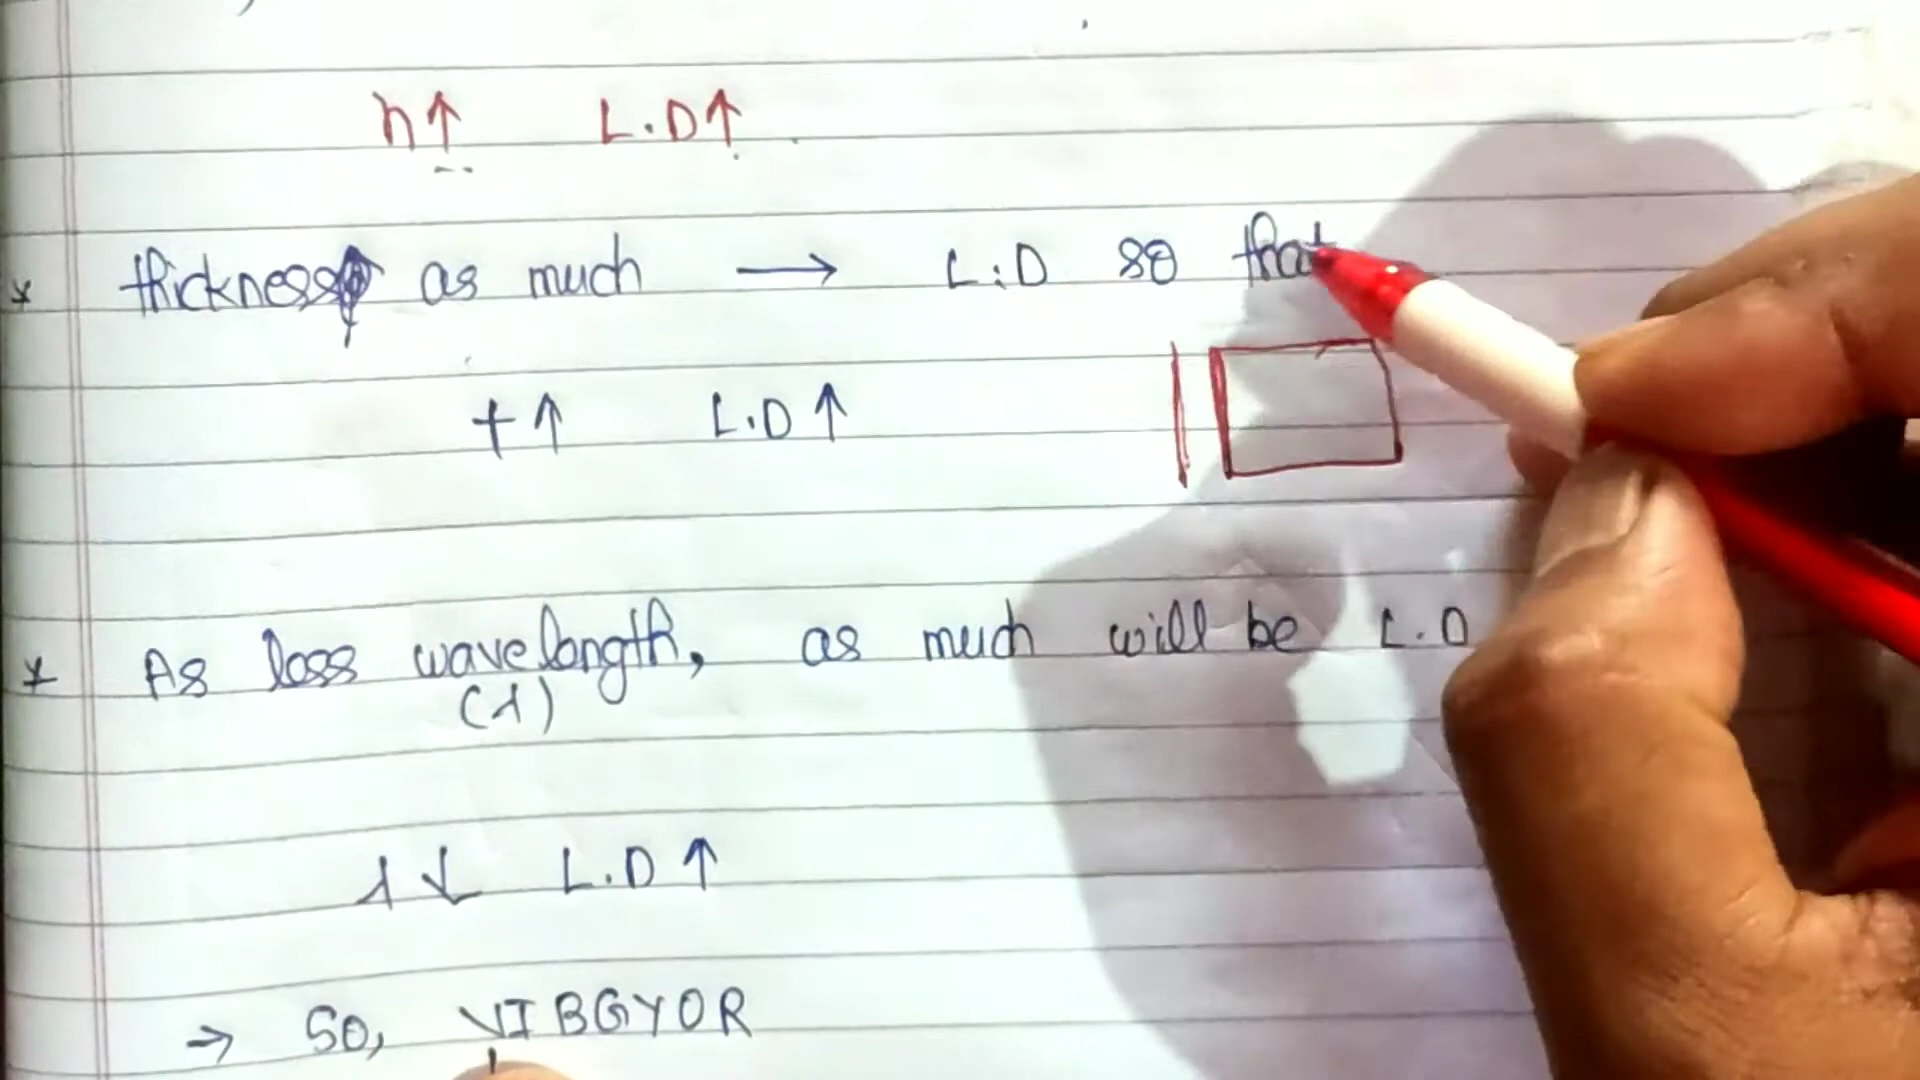 n↑ L.D↑
* thickness as much → L.D so that
t↑ L.D↑
* As less wavelength, as much will be L.D
(λ)
λ↓ L.D↑
→ So, VIBGYOR